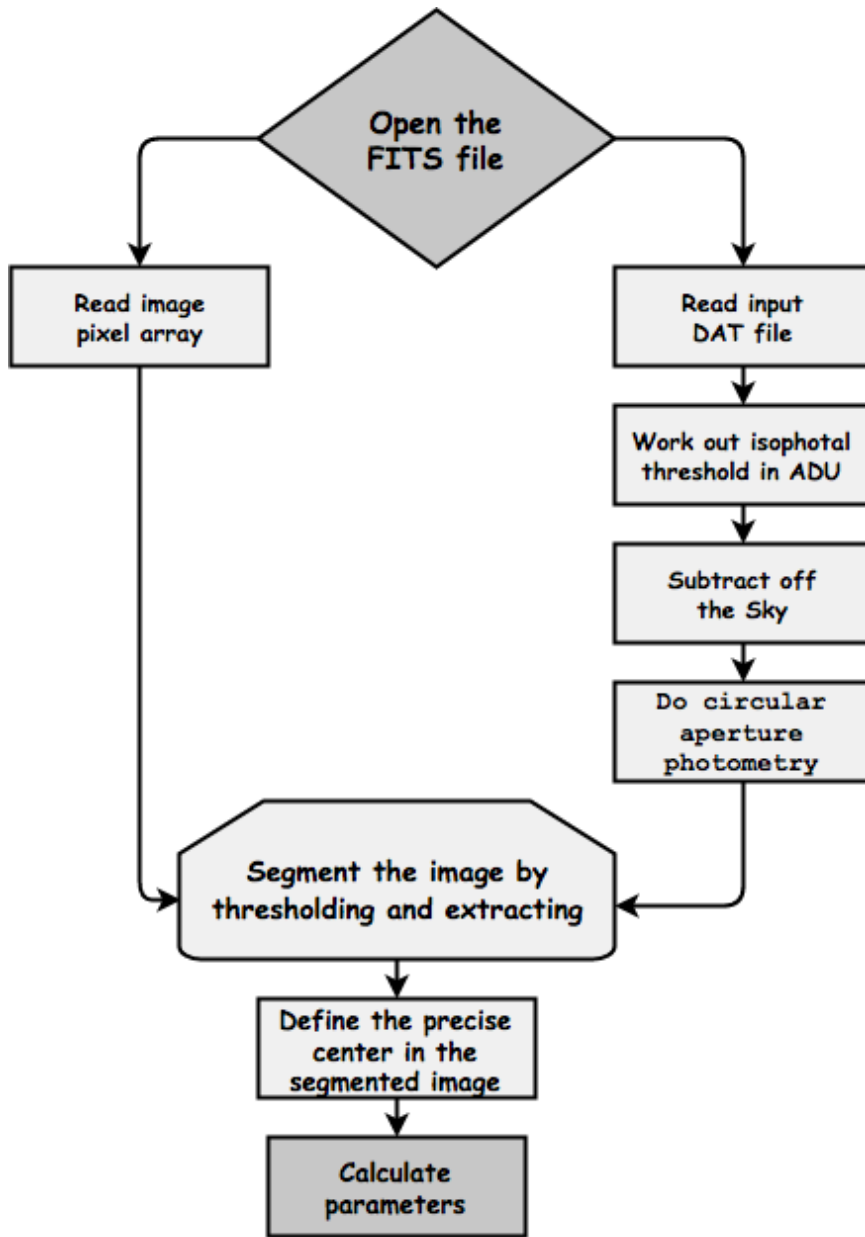 Open the
FITS file
Read image
pixel array
Read input
DAT file
Work out isophotal
threshold in ADU
Subtract off
the Sky
Do circular
aperture
photometry
Segment the image by
thresholding and extracting
Define the precise
center in the
segmented image
Calculate
parameters